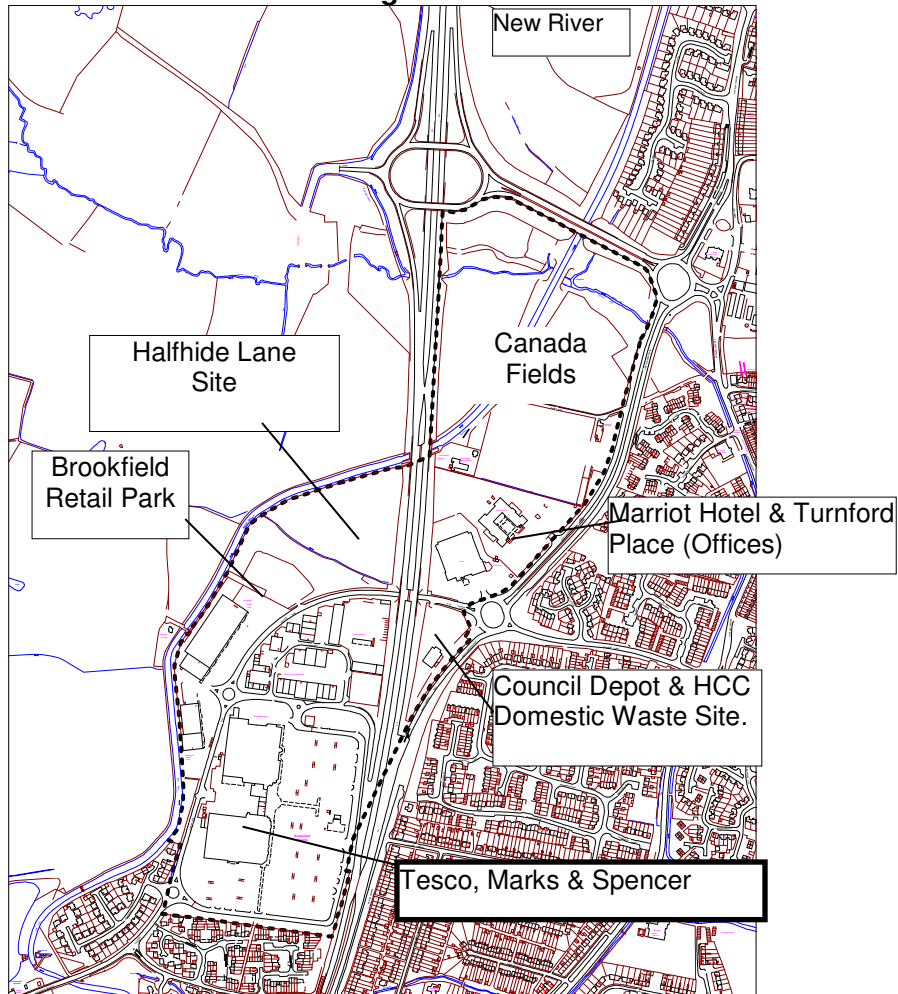 New River
Halfhide Lane
Site
Canada
Fields
Brookfield
Retail Park
Marriot Hotel & Turnford
Place (Offices)
Council Depot & HCC
Domestic Waste Site.
Tesco, Marks & Spencer